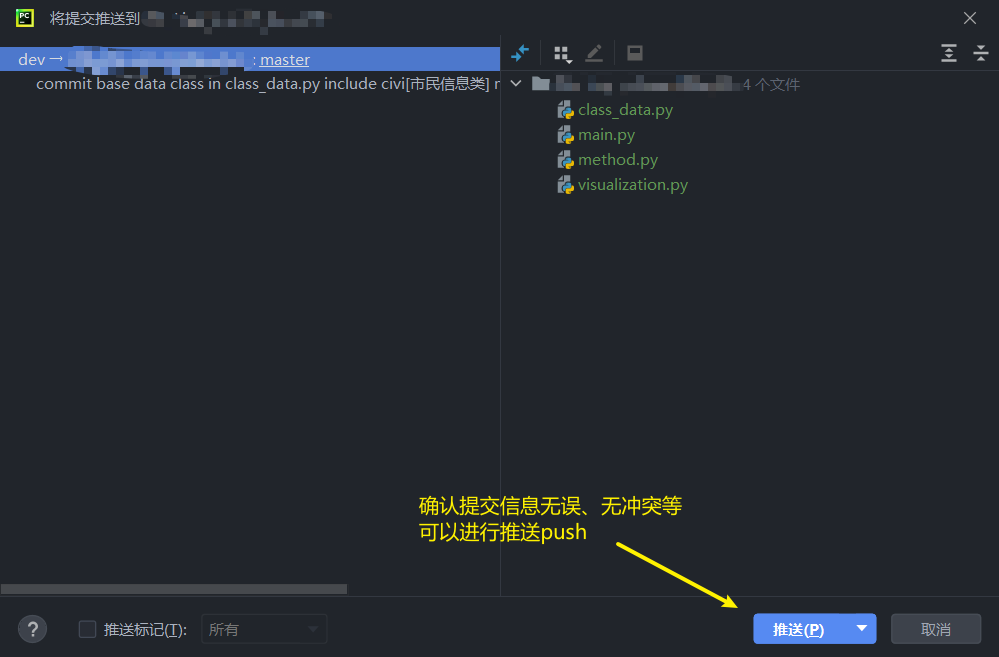 PC
将提交推送到
dev → : master
commit base data class in class_data.py include civi[市民信息类]
4 个文件
class_data.py
main.py
method.py
visualization.py
确认提交信息无误、无冲突等
可以进行推送push
?
推送标记(T):
所有
推送(P)
取消